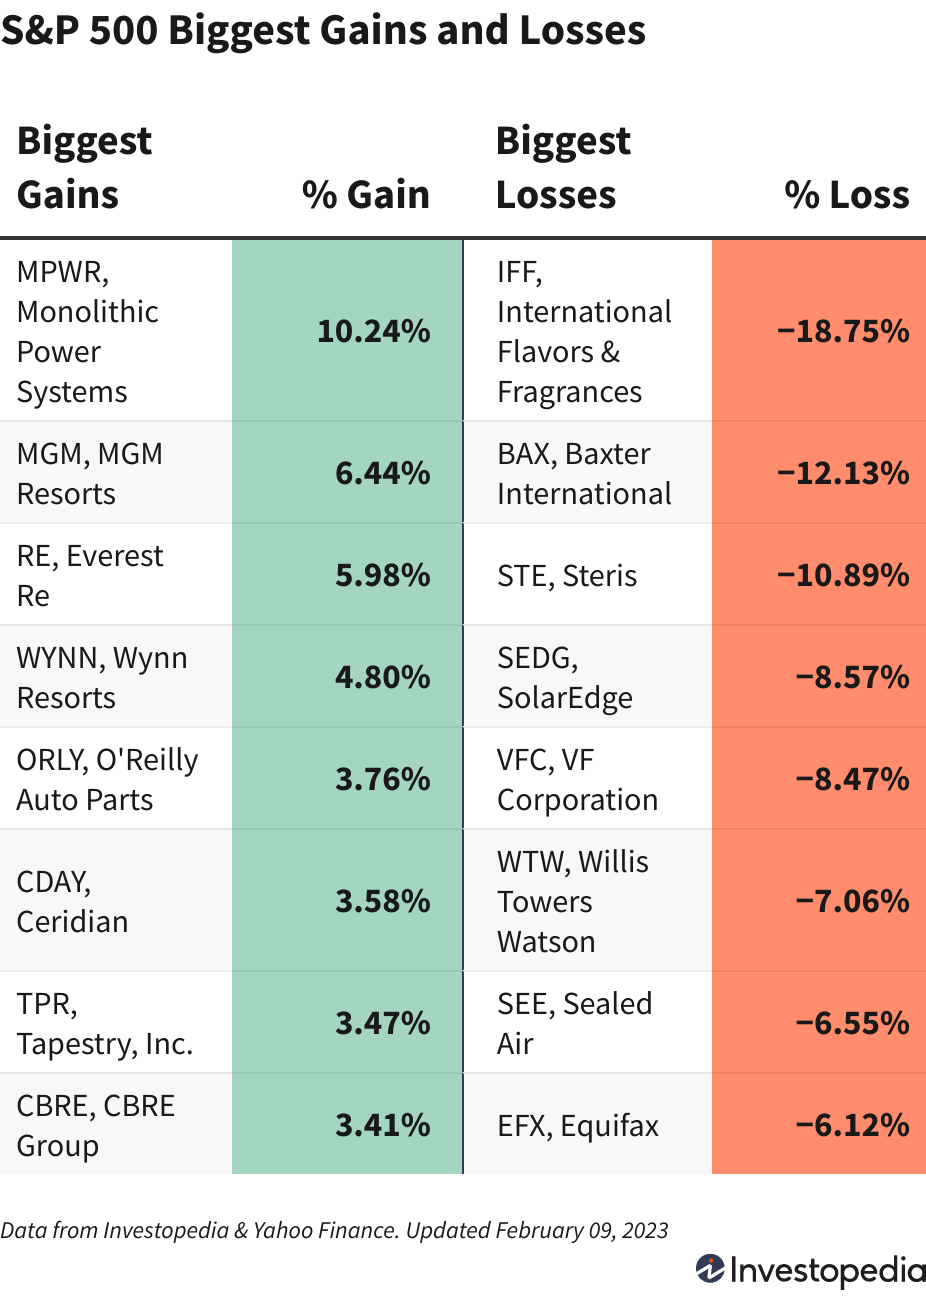 S&P 500 Biggest Gains and Losses
Biggest
Gains
% Gain
Biggest
Losses
% Loss
MPWR,
Monolithic
Power
Systems
10.24%
IFF,
International
Flavors &
Fragrances
−18.75%
MGM, MGM
Resorts
6.44%
BAX, Baxter
International
−12.13%
RE, Everest
Re
5.98%
STE, Steris
−10.89%
WYNN, Wynn
Resorts
4.80%
SEDG,
SolarEdge
−8.57%
ORLY, O'Reilly
Auto Parts
3.76%
VFC, VF
Corporation
−8.47%
CDAY,
Ceridian
3.58%
WTW, Willis
Towers
Watson
−7.06%
TPR,
Tapestry, Inc.
3.47%
SEE, Sealed
Air
−6.55%
CBRE, CBRE
Group
3.41%
EFX, Equifax
−6.12%
Data from Investopedia & Yahoo Finance. Updated February 09, 2023
Investopedia